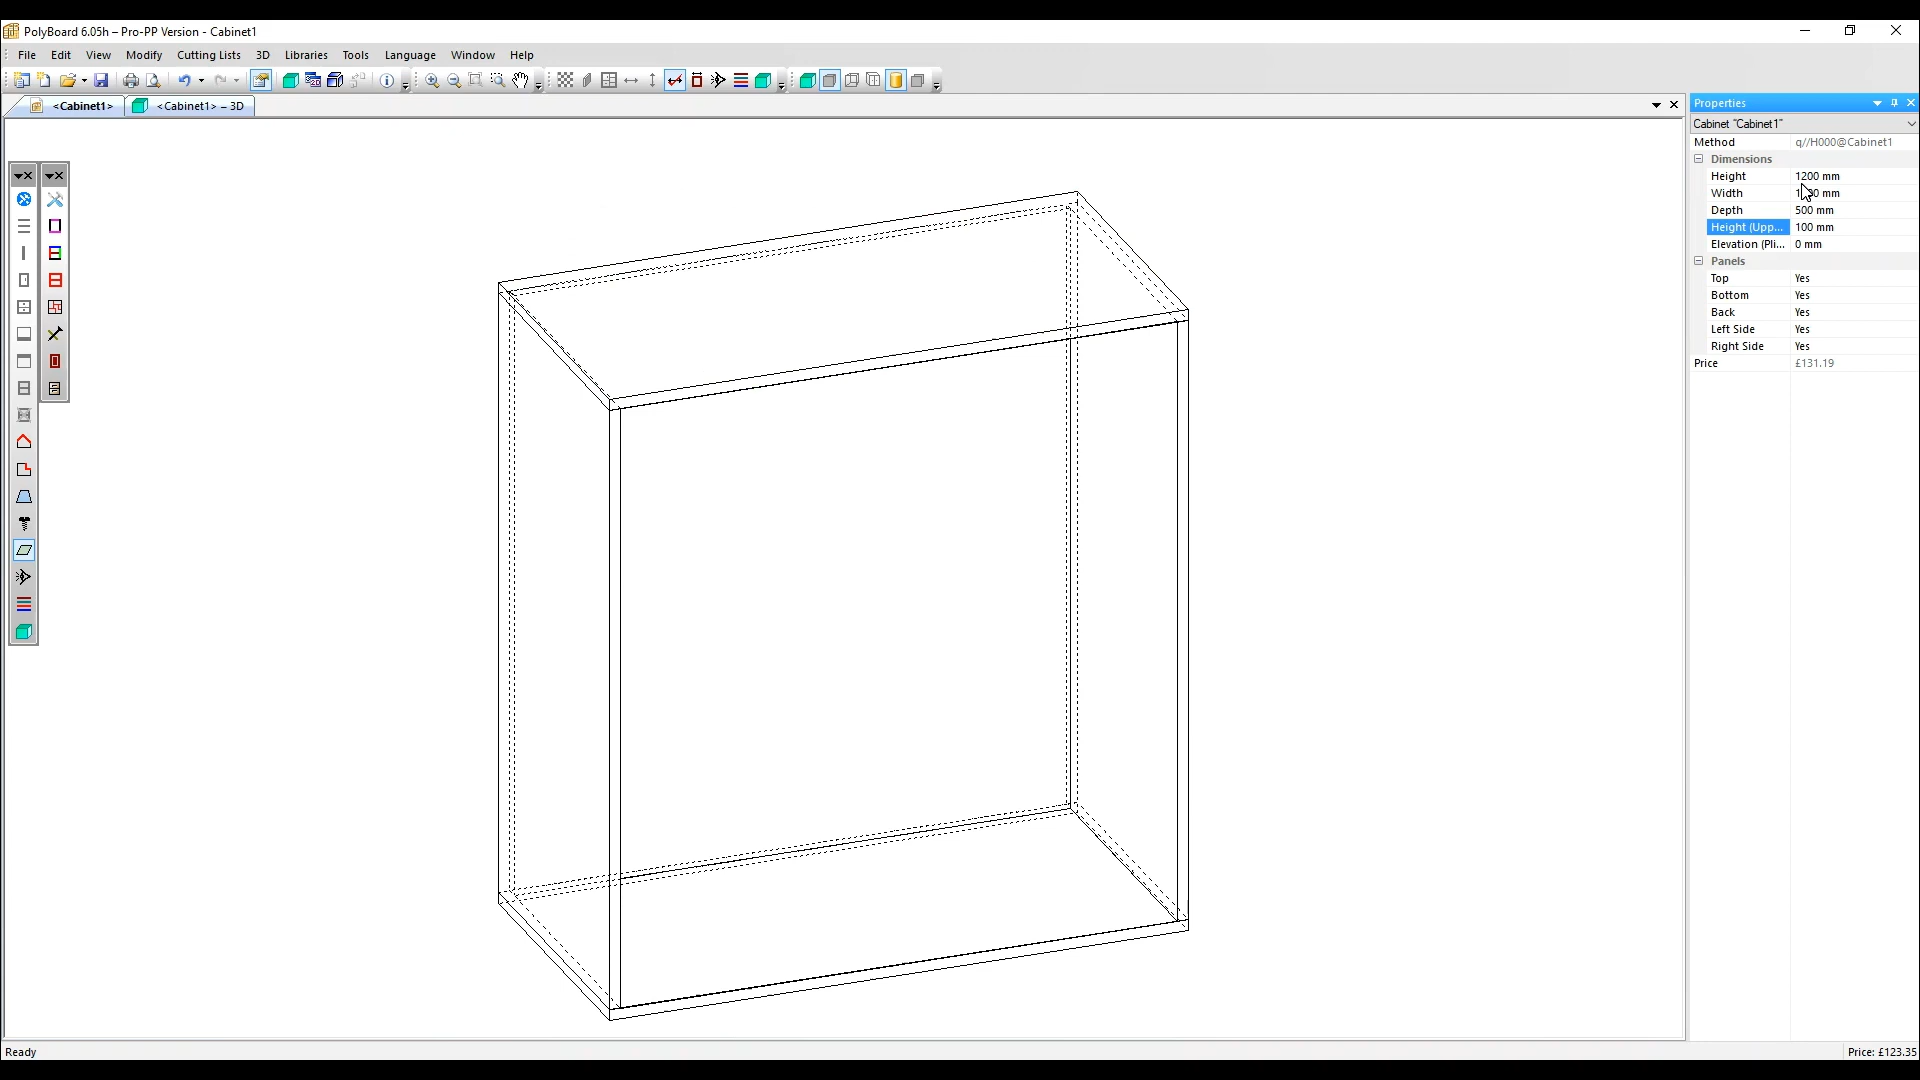 PolyBoard 6.05h – Pro-PP Version - Cabinet1
File Edit View Modify Cutting Lists 3D Libraries Tools Language Window Help
<Cabinet1> <Cabinet1> – 3D
Properties
Cabinet "Cabinet1"
Method q//H000@Cabinet1
Dimensions
Height 1200 mm
Width mm
Depth 500 mm
Height (Upp... 100 mm
Elevation (Pli... 0 mm
Panels
Top Yes
Bottom Yes
Back Yes
Left Side Yes
Right Side Yes
Price £131.19
Ready
Price: £123.35